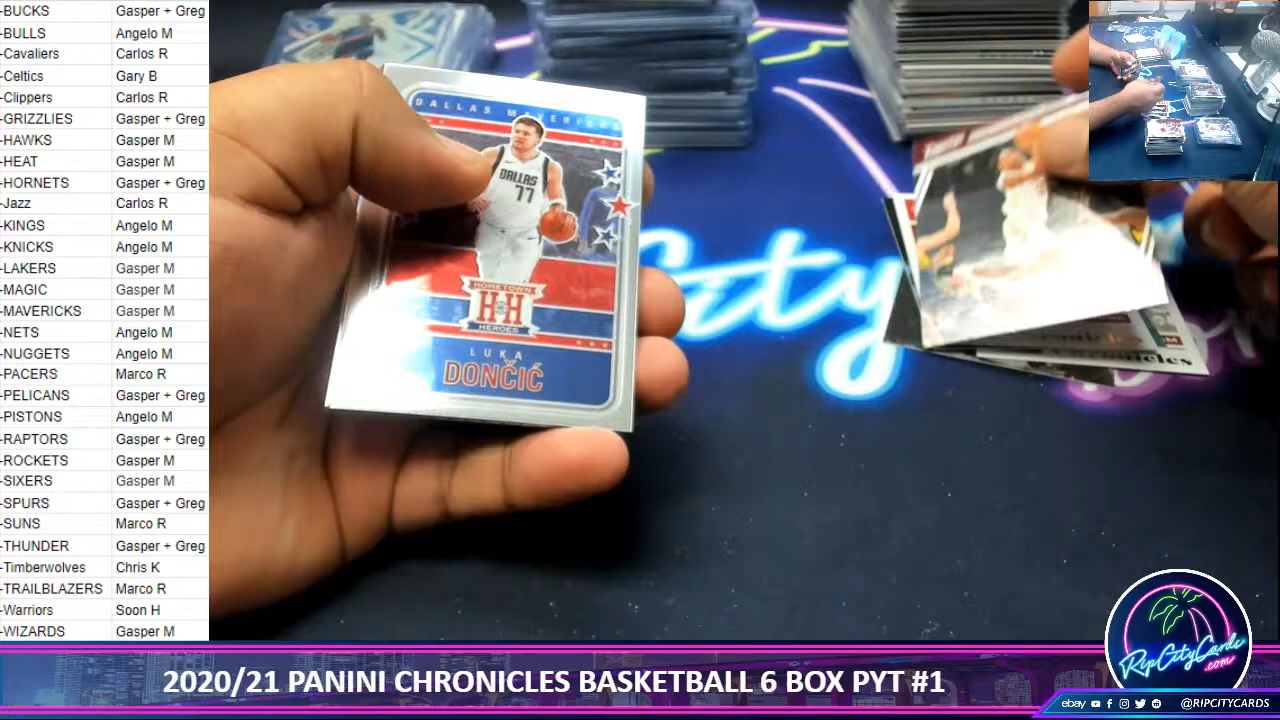 -BUCKS Gasper + Greg
-BULLS Angelo M
-Cavaliers Carlos R
-Celtics Gary B
-Clippers Carlos R
-GRIZZLIES Gasper + Greg
-HAWKS Gasper M
-HEAT Gasper M
-HORNETS Gasper + Greg
-Jazz Carlos R
-KINGS Angelo M
-KNICKS Angelo M
-LAKERS Gasper M
-MAGIC Gasper M
-MAVERICKS Gasper M
-NETS Angelo M
-NUGGETS Angelo M
-PACERS Marco R
-PELICANS Gasper + Greg
-PISTONS Angelo M
-RAPTORS Gasper + Greg
-ROCKETS Gasper M
-SIXERS Gasper M
-SPURS Gasper + Greg
-SUNS Marco R
-THUNDER Gasper + Greg
-Timberwolves Chris K
-TRAILBLAZERS Marco R
-Warriors Soon H
-WIZARDS Gasper M
DALLAS MAVERICKS
DALLAS
77
HOMETOWN
HH
HEROES
LUKA
DONČIĆ
City
RipCityCards
.com
2020/21 PANINI CHRONICLES BASKETBALL 6 BOX PYT #1
ebay @RIPCITYCARDS